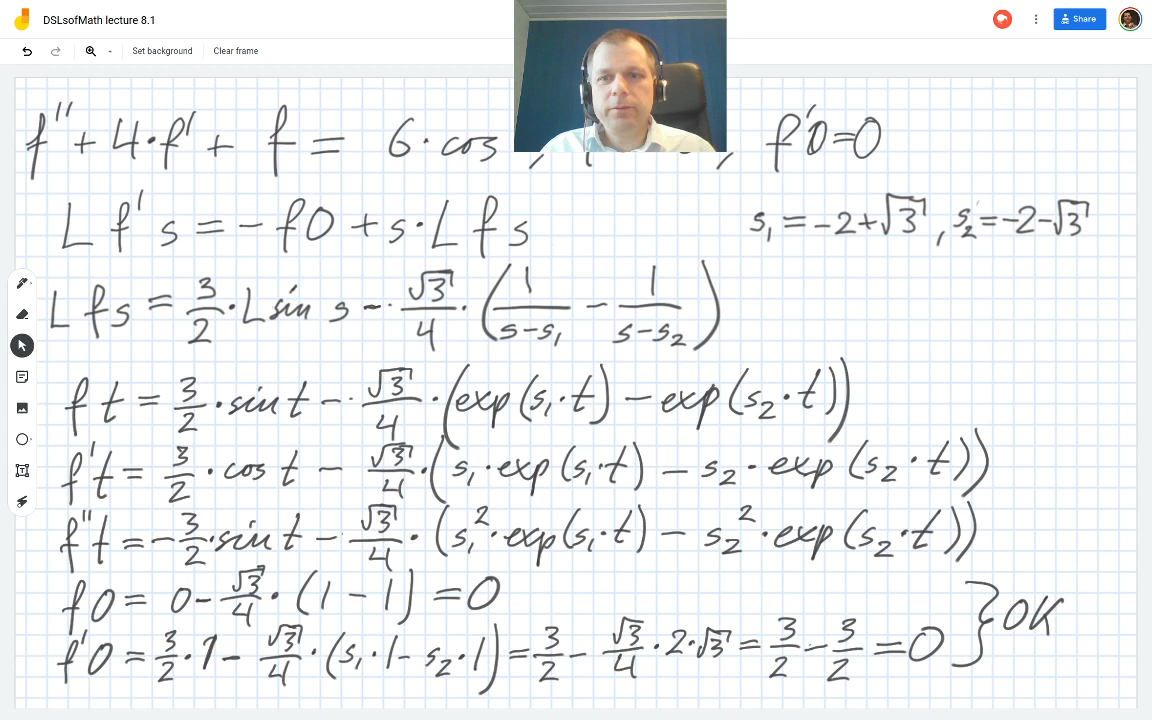 DSLsofMath lecture 8.1
Share
Set background Clear frame
f'' + 4·f' + f = 6·cos , , f'0=0
L f' s = -f0 + s·L f s
s₁ = -2+√3, s₂ = -2-√3
L f s = 3/2 · L sin s - √3/4 · (1/(s-s₁) - 1/(s-s₂))
f t = 3/2 · sin t - √3/4 · (exp(s₁·t) - exp(s₂·t))
f't = 3/2 · cos t - √3/4 · (s₁·exp(s₁·t) - s₂·exp(s₂·t))
f''t = -3/2 · sin t - √3/4 · (s₁²·exp(s₁·t) - s₂²·exp(s₂·t))
f0 = 0 - √3/4 · (1 - 1) = 0
f'0 = 3/2 · 1 - √3/4 · (s₁·1 - s₂·1) = 3/2 - √3/4 · 2·√3 = 3/2 - 3/2 = 0 } OK